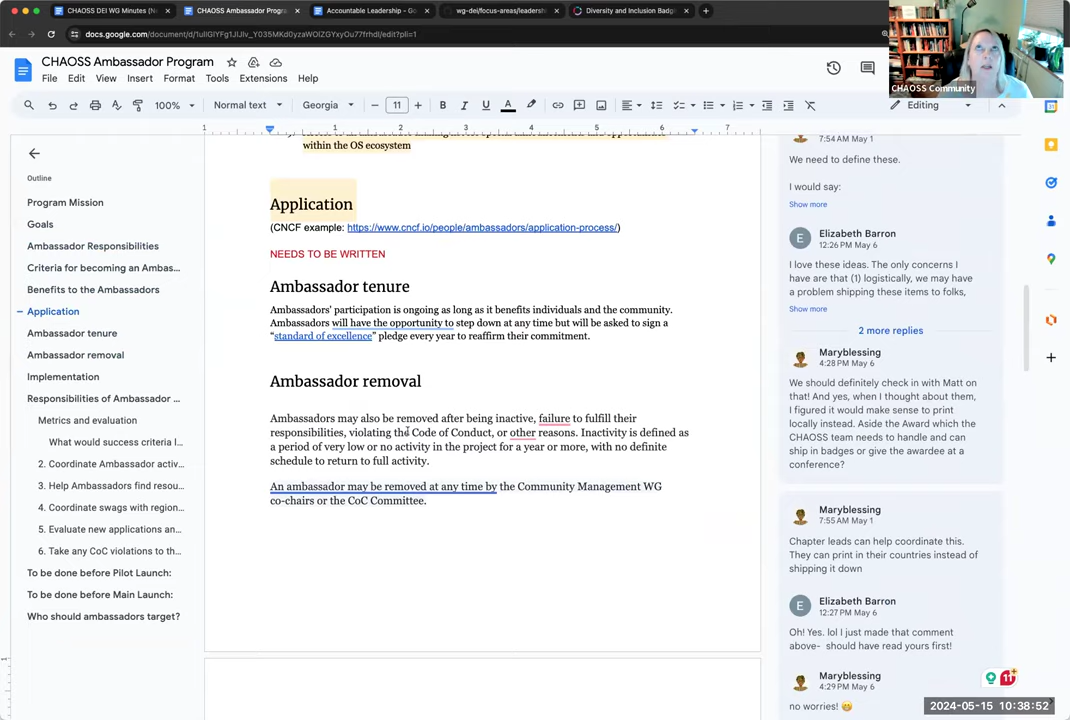 CHAOSS DEI WG Minutes (N
CHAOSS Ambassador Progra
Accountable Leadership - Go
wg-dei/focus-areas/leadersh
Diversity and Inclusion Badg
CHAOSS Ambassador Program
File Edit View Insert Format Tools Extensions Help
100% Normal text Georgia 11 Editing
CHAOSS Community
1 1 2 3 4 5 6 7
Outline
Program Mission
Goals
Ambassador Responsibilities
Criteria for becoming an Ambas...
Benefits to the Ambassadors
Application
Ambassador tenure
Ambassador removal
Implementation
Responsibilities of Ambassador ...
Metrics and evaluation
What would success criteria l...
2. Coordinate Ambassador activ...
3. Help Ambassadors find resou...
4. Coordinate swags with region...
5. Evaluate new applications an...
6. Take any CoC violations to th...
To be done before Pilot Launch:
To be done before Main Launch:
Who should ambassadors target?
within the OS ecosystem
Application
(CNCF example: https://www.cncf.io/people/ambassadors/application-process/)
NEEDS TO BE WRITTEN
Ambassador tenure
Ambassadors' participation is ongoing as long as it benefits individuals and the community.
Ambassadors will have the opportunity to step down at any time but will be asked to sign a
“standard of excellence” pledge every year to reaffirm their commitment.
Ambassador removal
Ambassadors may also be removed after being inactive, failure to fulfill their
responsibilities, violating the Code of Conduct, or other reasons. Inactivity is defined as
a period of very low or no activity in the project for a year or more, with no definite
schedule to return to full activity.
An ambassador may be removed at any time by the Community Management WG
co-chairs or the CoC Committee.
7:54 AM May 1
We need to define these.
I would say:
Show more
E
Elizabeth Barron
12:26 PM May 6
I love these ideas. The only concerns I
have are that (1) logistically, we may have
a problem shipping these items to folks,
Show more
2 more replies
Maryblessing
4:28 PM May 6
We should definitely check in with Matt on
that! And yes, when I thought about them,
I figured it would make sense to print
locally instead. Aside the Award which the
CHAOSS team needs to handle and can
ship in badges or give the awardee at a
conference?
Maryblessing
7:55 AM May 1
Chapter leads can help coordinate this.
They can print in their countries instead of
shipping it down
E
Elizabeth Barron
12:27 PM May 6
Oh! Yes. lol I just made that comment
above- should have read yours first!
Maryblessing
4:29 PM May 6
no worries!
11
2024-05-15 10:38:52